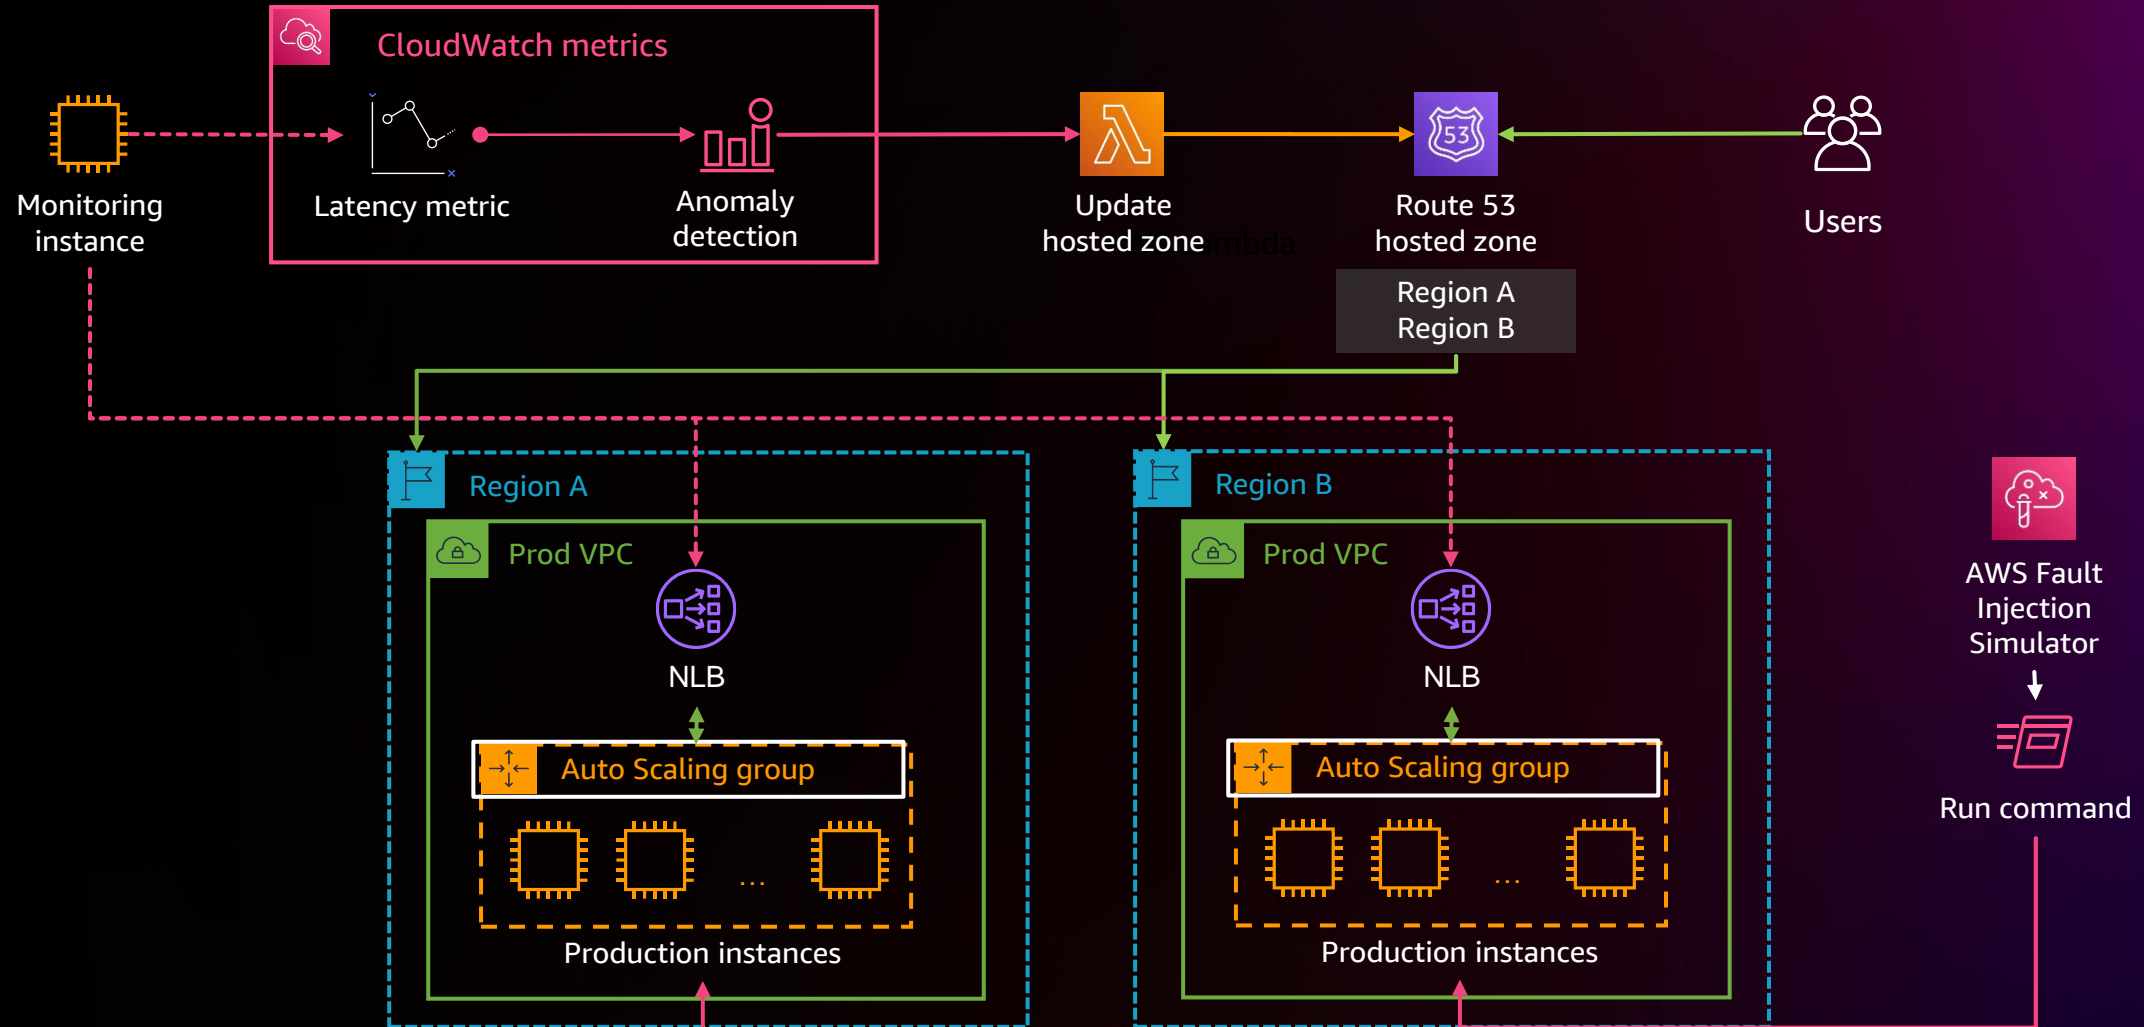 CloudWatch metrics
Monitoring
instance
Latency metric
Anomaly
detection
Update
hosted zone
53
Route 53
hosted zone
Region A
Region B
Users
Region A
Prod VPC
NLB
Auto Scaling group
...
Production instances
Region B
Prod VPC
NLB
Auto Scaling group
...
Production instances
AWS Fault
Injection
Simulator
Run command